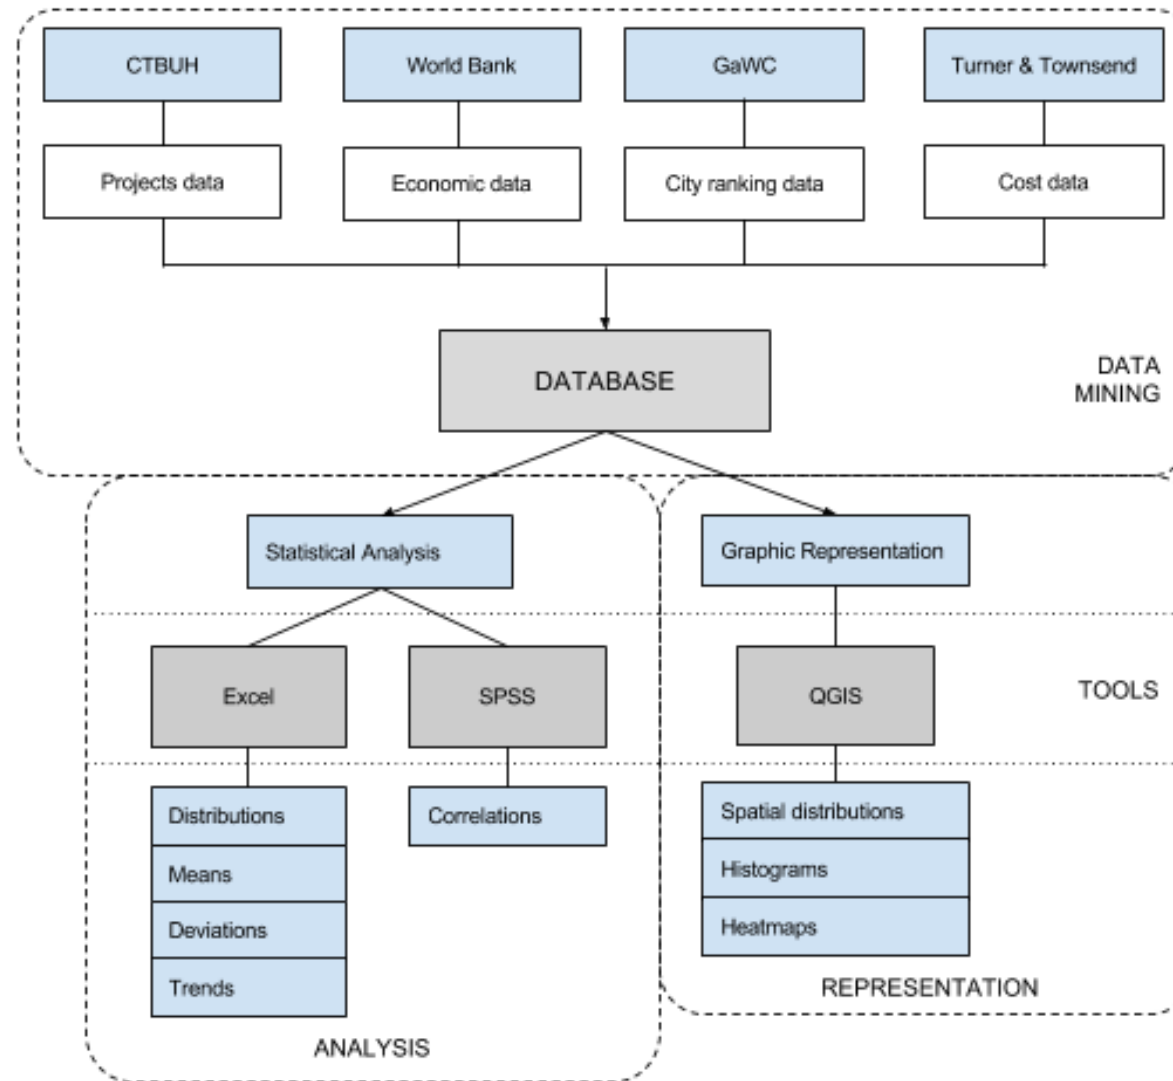 CTBUH
World Bank
GaWC
Turner & Townsend
Projects data
Economic data
City ranking data
Cost data
DATABASE
DATA
MINING
Statistical Analysis
Graphic Representation
Excel
SPSS
QGIS
TOOLS
Distributions
Means
Deviations
Trends
Correlations
Spatial distributions
Histograms
Heatmaps
REPRESENTATION
ANALYSIS